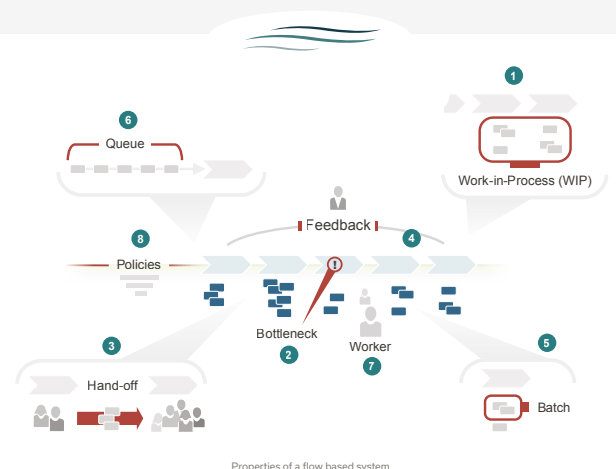 1
6
Queue
Work-in-Process (WIP)
Feedback
8
4
Policies
!
Bottleneck
Worker
3
2
7
5
Hand-off
Batch
Properties of a flow based system